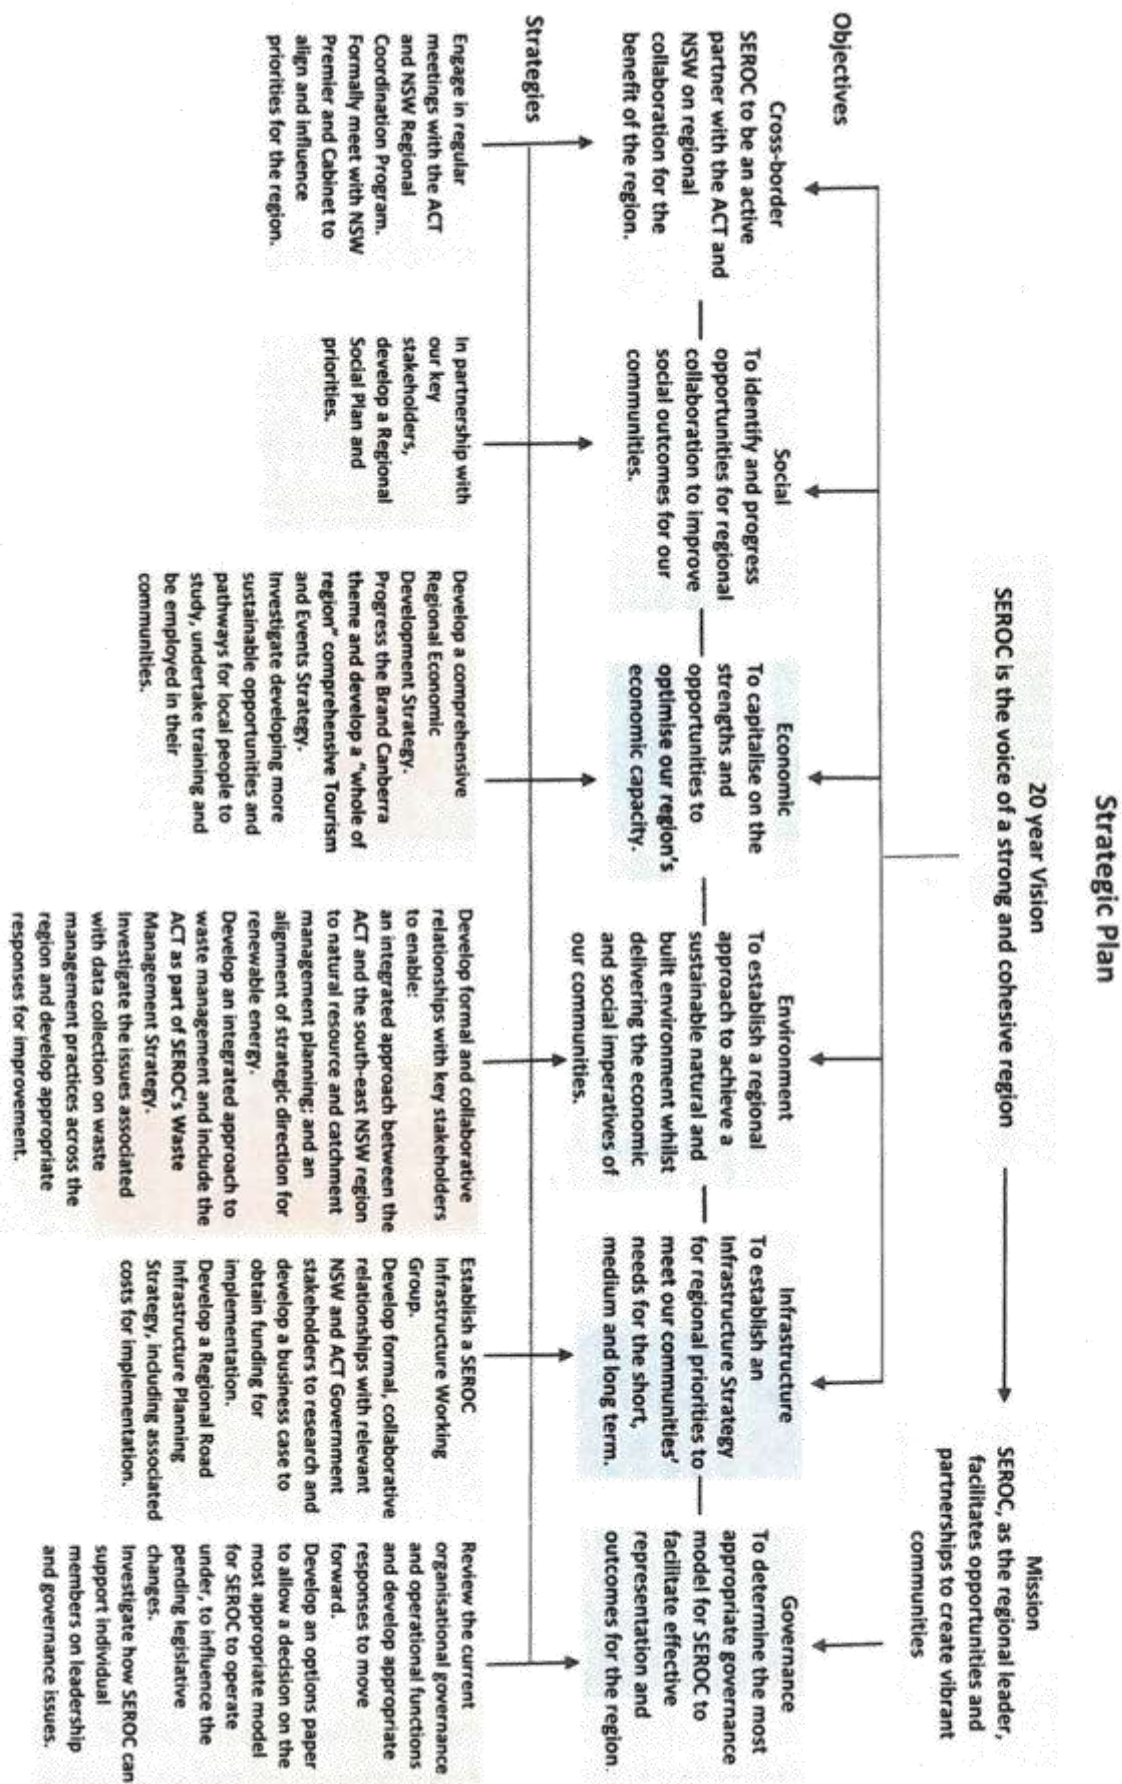 Strategic Plan
20 year Vision
SEROC is the voice of a strong and cohesive region
Mission
SEROC, as the regional leader,
facilitates opportunities and
partnerships to create vibrant
communities
Objectives
Cross-border
SEROC to be an active
partner with the ACT and
NSW on regional
collaboration for the
benefit of the region.
Social
To identify and progress
opportunities for regional
collaboration to improve
social outcomes for our
communities.
Economic
To capitalise on the
strengths and
opportunities to
optimise our region's
economic capacity.
Environment
To establish a regional
approach to achieve a
sustainable natural and
built environment whilst
delivering the economic
and social imperatives of
our communities.
Infrastructure
To establish an
Infrastructure Strategy
for regional priorities to
meet our communities'
needs for the short,
medium and long term.
Governance
To determine the most
appropriate governance
model for SEROC to
facilitate effective
representation and
outcomes for the region.
Strategies
Engage in regular
meetings with the ACT
and NSW Regional
Coordination Program.
Formally meet with NSW
Premier and Cabinet to
align and influence
priorities for the region.
In partnership with
our key
stakeholders,
develop a Regional
Social Plan and
priorities.
Develop a comprehensive
Regional Economic
Development Strategy.
Progress the Brand Canberra
theme and develop a "whole of
region" comprehensive Tourism
and Events Strategy.
Investigate developing more
sustainable opportunities and
pathways for local people to
study, undertake training and
be employed in their
communities.
Develop formal and collaborative
relationships with key stakeholders
to enable:
an integrated approach between the
ACT and the south-east NSW region
to natural resource and catchment
management planning; and an
alignment of strategic direction for
renewable energy.
Develop an integrated approach to
waste management and include the
ACT as part of SEROC's Waste
Management Strategy.
Investigate the issues associated
with data collection on waste
management practices across the
region and develop appropriate
responses for improvement.
Establish a SEROC
Infrastructure Working
Group.
Develop formal, collaborative
relationships with relevant
NSW and ACT Government
stakeholders to research and
develop a business case to
obtain funding for
implementation.
Develop a Regional Road
Infrastructure Planning
Strategy, including associated
costs for implementation.
Review the current
organisational governance
and operational functions
and develop appropriate
responses to move
forward.
Develop an options paper
to allow a decision on the
most appropriate model
for SEROC to operate
under, to influence the
pending legislative
changes.
Investigate how SEROC can
support individual
members on leadership
and governance issues.